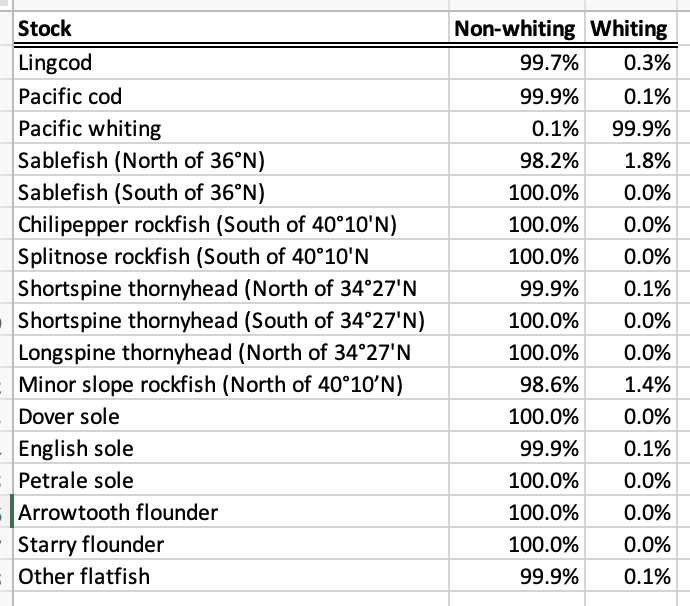 Stock Non-whiting Whiting
Lingcod 99.7% 0.3%
Pacific cod 99.9% 0.1%
Pacific whiting 0.1% 99.9%
Sablefish (North of 36°N) 98.2% 1.8%
Sablefish (South of 36°N) 100.0% 0.0%
Chilipepper rockfish (South of 40°10'N) 100.0% 0.0%
Splitnose rockfish (South of 40°10'N 100.0% 0.0%
Shortspine thornyhead (North of 34°27'N 99.9% 0.1%
Shortspine thornyhead (South of 34°27'N) 100.0% 0.0%
Longspine thornyhead (North of 34°27'N 100.0% 0.0%
Minor slope rockfish (North of 40°10’N) 98.6% 1.4%
Dover sole 100.0% 0.0%
English sole 99.9% 0.1%
Petrale sole 100.0% 0.0%
Arrowtooth flounder 100.0% 0.0%
Starry flounder 100.0% 0.0%
Other flatfish 99.9% 0.1%